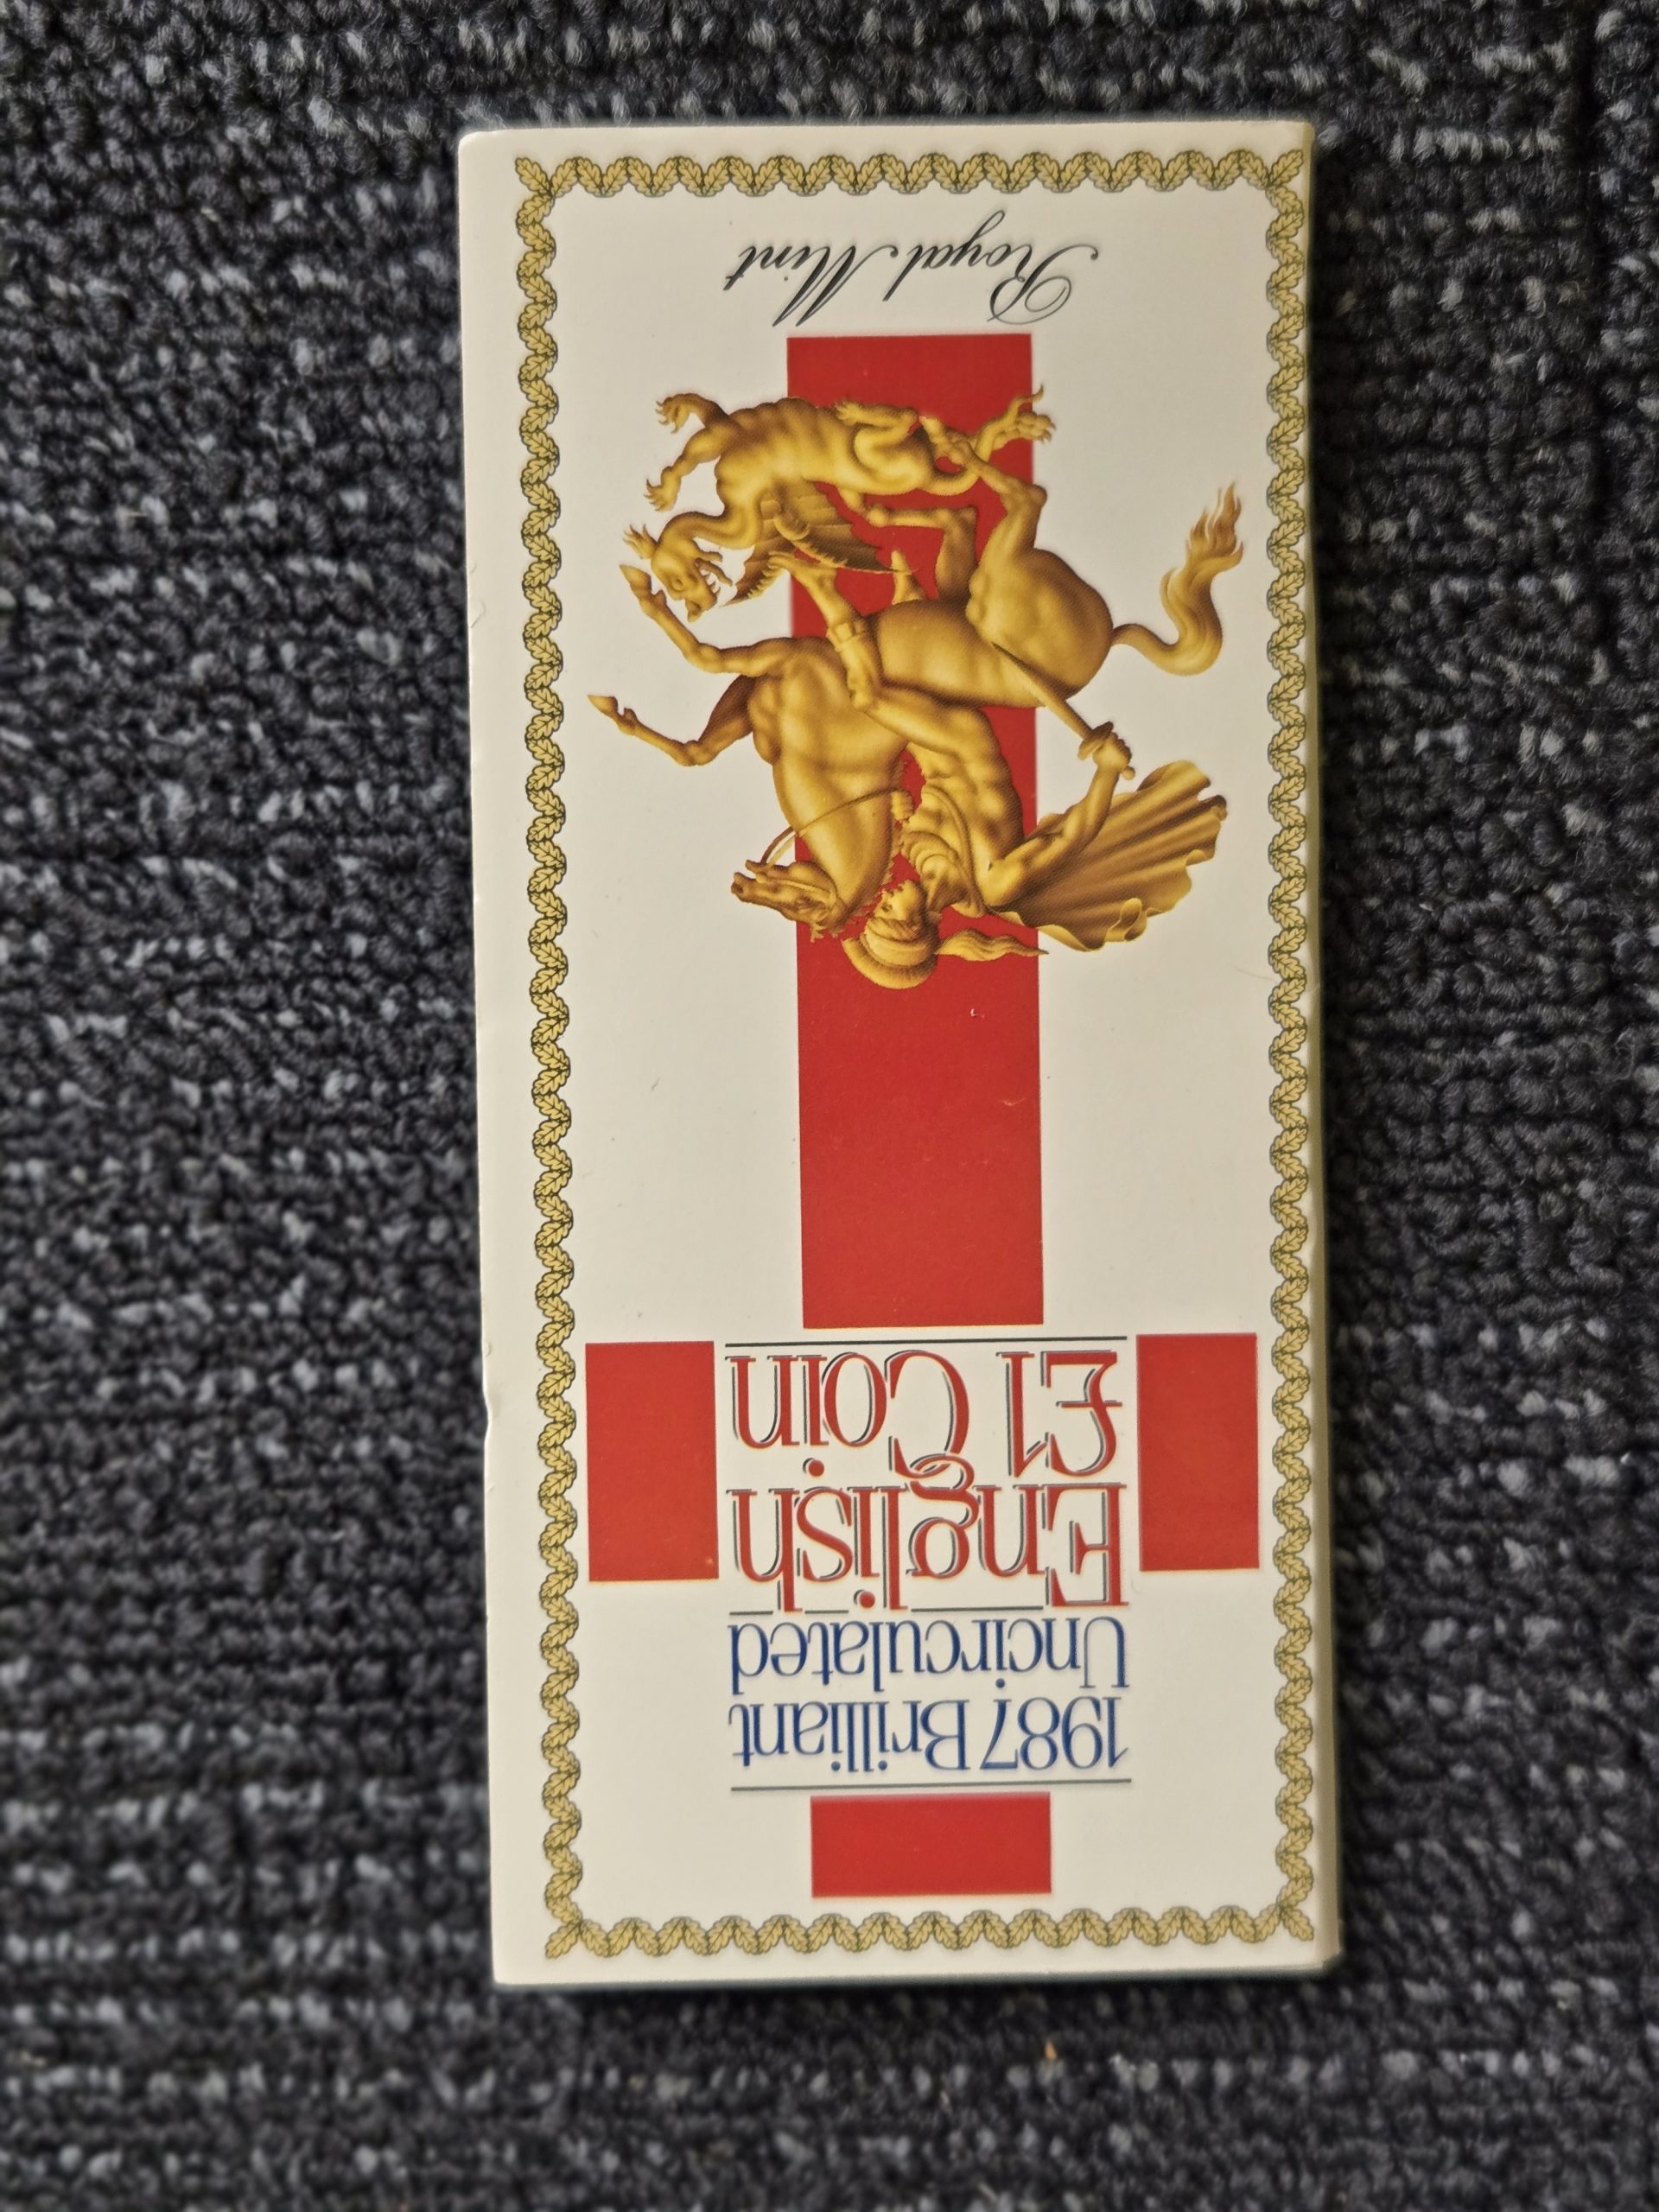 1987 Brilliant
Uncirculated
English
£1 Coin
Royal Mint